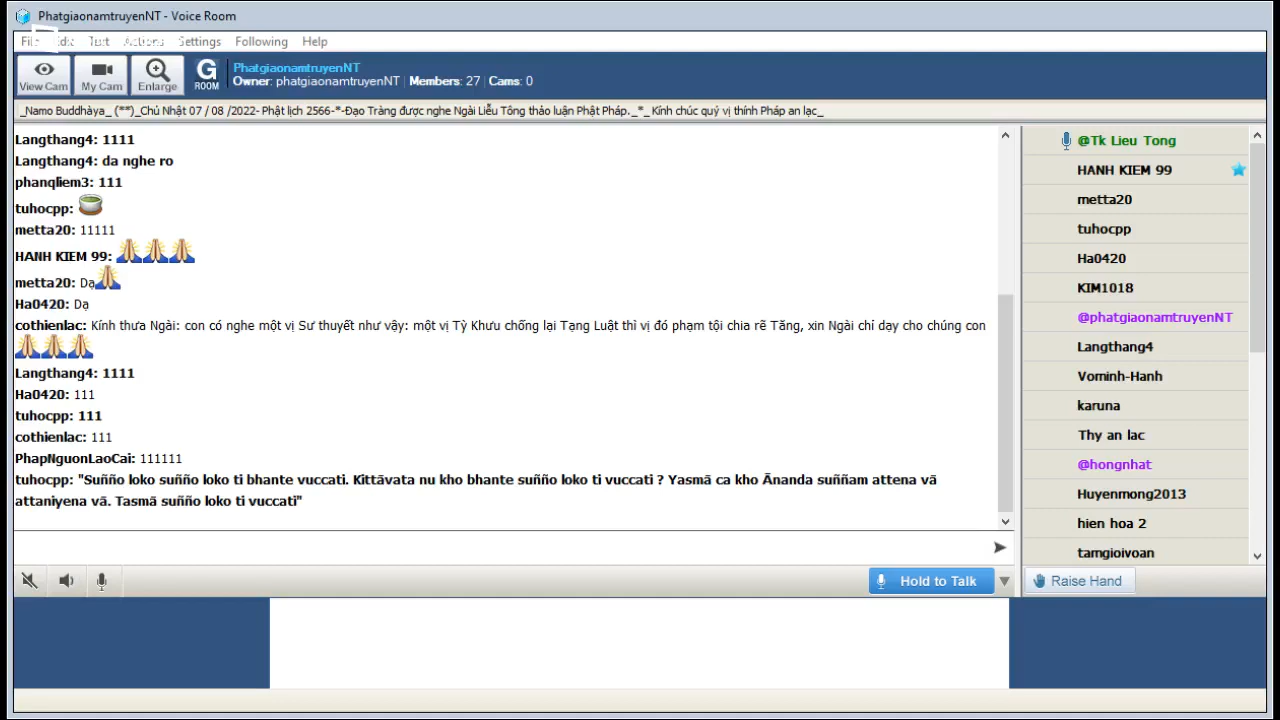 PhatgiaonamtruyenNT - Voice Room
Actions Settings Following Help
View Cam My Cam Enlarge G ROOM
PhatgiaonamtruyenNT
Owner: phatgiaonamtruyenNT | Members: 27 | Cams: 0
_Namo Buddhàya_ (**)_Chủ Nhật 07 / 08 /2022- Phật lịch 2566-*-Đạo Tràng được nghe Ngài Liễu Tông thảo luận Phật Pháp._*_ Kính chúc quý vị thính Pháp an lạc_
Langthang4: 1111
Langthang4: da nghe ro
phanqliem3: 111
tuhocpp:
metta20: 11111
HANH KIEM 99:
metta20: Dạ
Ha0420: Dạ
cothienlac: Kính thưa Ngài: con có nghe một vị Sư thuyết như vậy: một vị Tỳ Khưu chống lại Tạng Luật thì vị đó phạm tội chia rẽ Tăng, xin Ngài chỉ dạy cho chúng con
Langthang4: 1111
Ha0420: 111
tuhocpp: 111
cothienlac: 111
PhapNguonLaoCai: 111111
tuhocpp: "Suñño loko suñño loko ti bhante vuccati. Kittāvata nu kho bhante suñño loko ti vuccati ? Yasmā ca kho Ānanda suññam attena vā
attaniyena vā. Tasmā suñño loko ti vuccati"
Hold to Talk
@Tk Lieu Tong
HANH KIEM 99
metta20
tuhocpp
Ha0420
KIM1018
@phatgiaonamtruyenNT
Langthang4
Vominh-Hanh
karuna
Thy an lac
@hongnhat
Huyenmong2013
hien hoa 2
tamgioivoan
Raise Hand